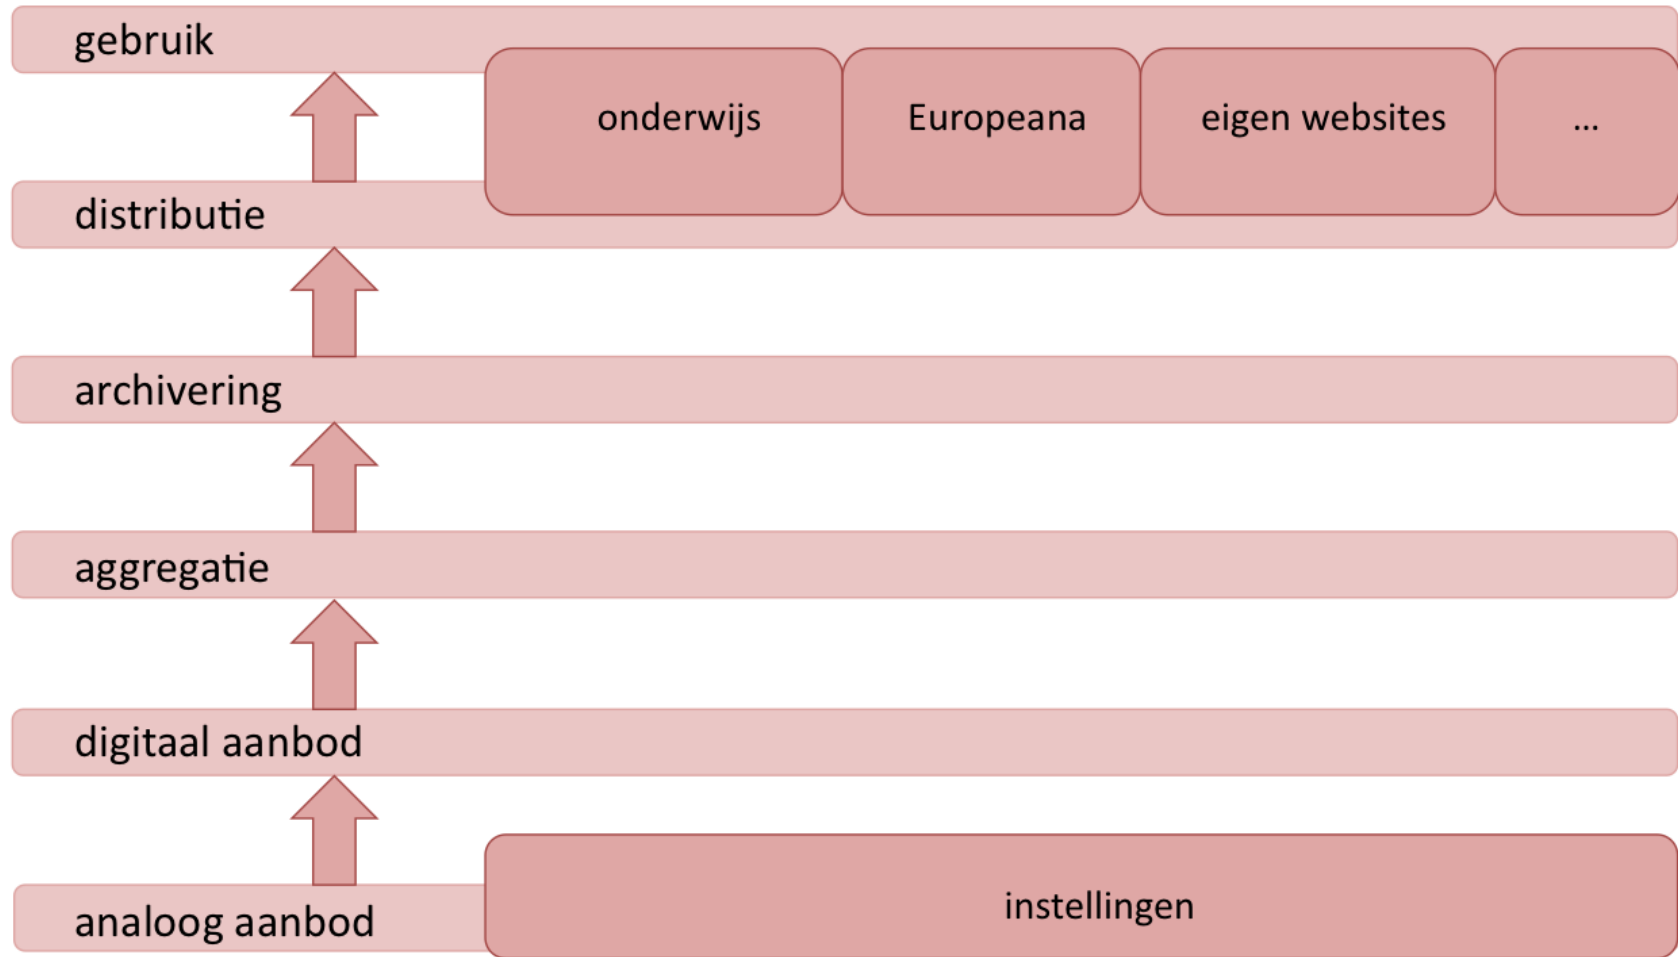 gebruik
onderwijs
Europeana
eigen websites
...
distributie
archivering
aggregatie
digitaal aanbod
instellingen
analoog aanbod